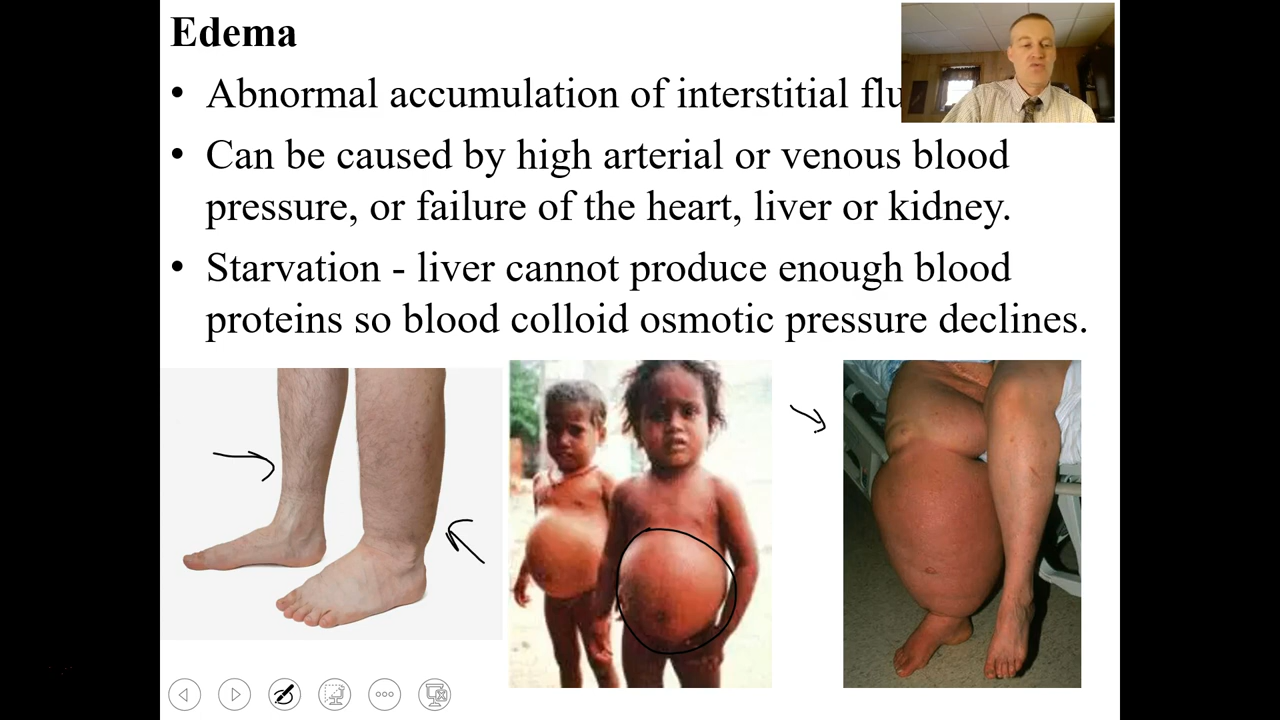 Edema
• Abnormal accumulation of interstitial flu
• Can be caused by high arterial or venous blood
pressure, or failure of the heart, liver or kidney.
• Starvation - liver cannot produce enough blood
proteins so blood colloid osmotic pressure declines.